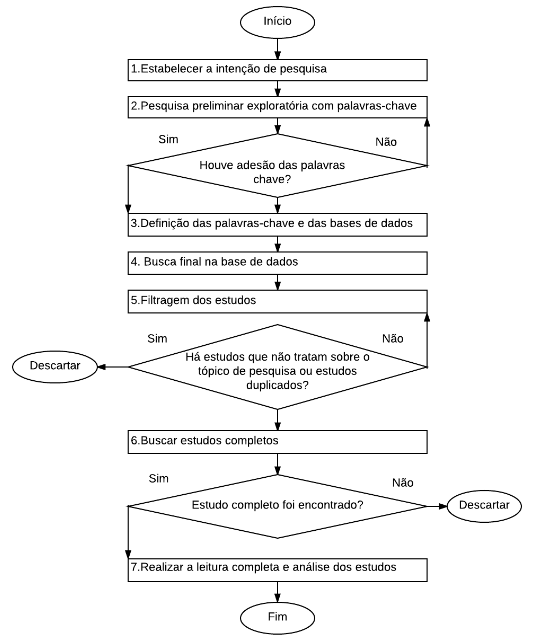 Início
1.Estabelecer a intenção de pesquisa
2.Pesquisa preliminar exploratória com palavras-chave
Sim
Não
Houve adesão das palavras
chave?
3.Definição das palavras-chave e das bases de dados
4. Busca final na base de dados
5.Filtragem dos estudos
Sim
Não
Há estudos que não tratam sobre o
tópico de pesquisa ou estudos
duplicados?
Descartar
6.Buscar estudos completos
Sim
Não
Estudo completo foi encontrado?
Descartar
7.Realizar a leitura completa e análise dos estudos
Fim